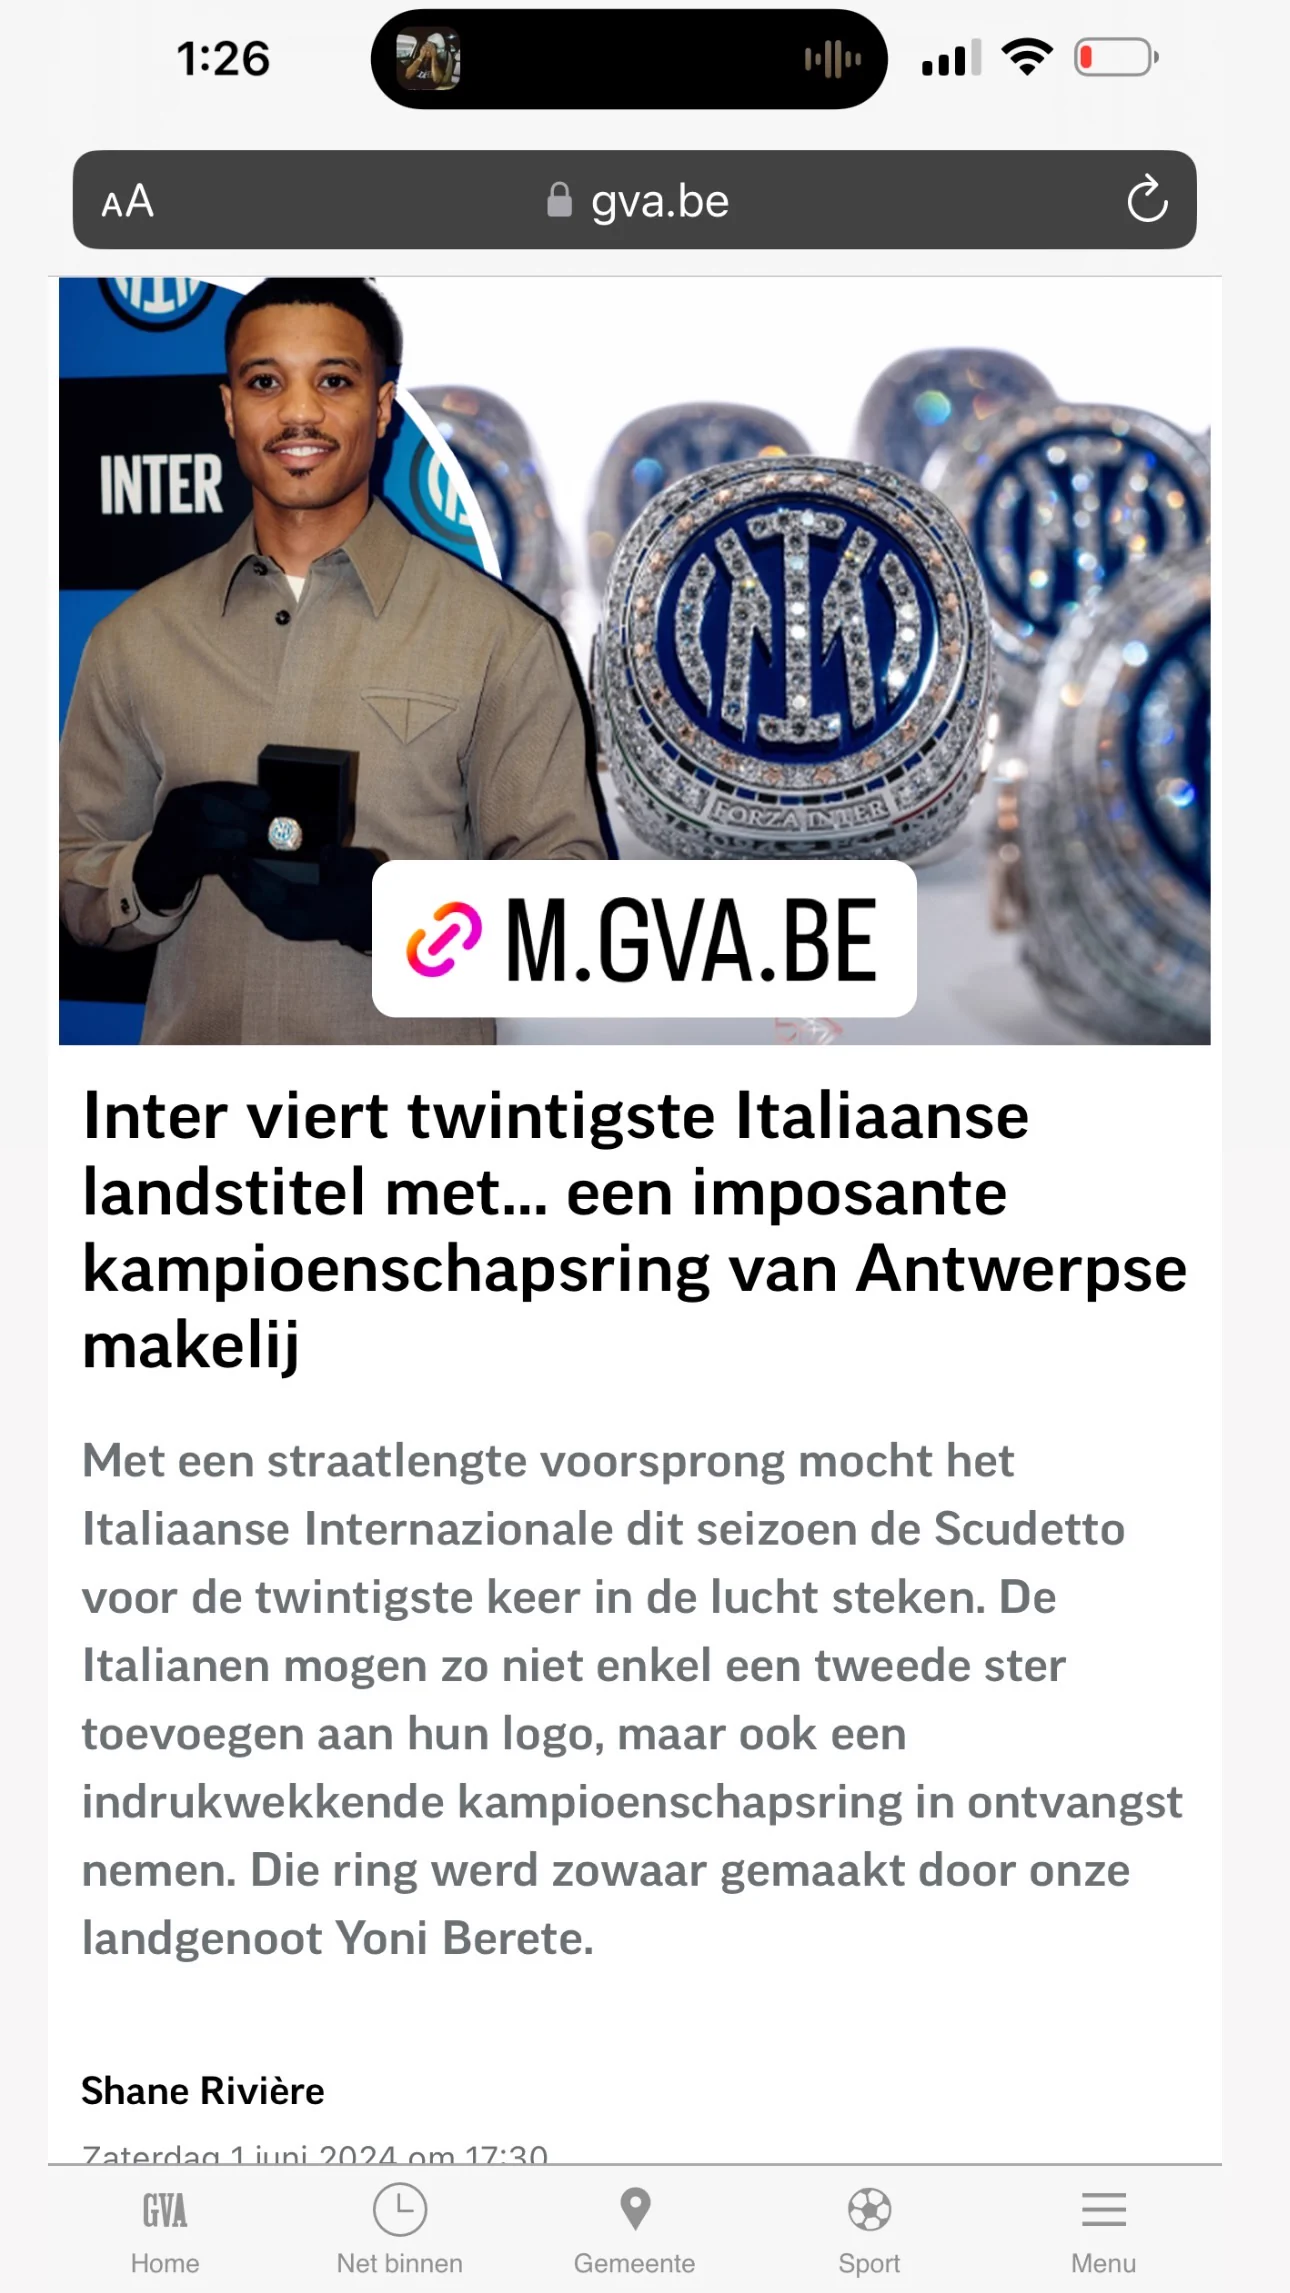 1:26
AA
gva.be
INTER
FORZA INTER
M.GVA.BE
Inter viert twintigste Italiaanse
landstitel met... een imposante
kampioenschapsring van Antwerpse
makelij
Met een straatlengte voorsprong mocht het
Italiaanse Internazionale dit seizoen de Scudetto
voor de twintigste keer in de lucht steken. De
Italianen mogen zo niet enkel een tweede ster
toevoegen aan hun logo, maar ook een
indrukwekkende kampioenschapsring in ontvangst
nemen. Die ring werd zowaar gemaakt door onze
landgenoot Yoni Berete.
Shane Rivière
Zaterdag 1 juni 2024 om 17:30
GVA
Home
Net binnen
Gemeente
Sport
Menu